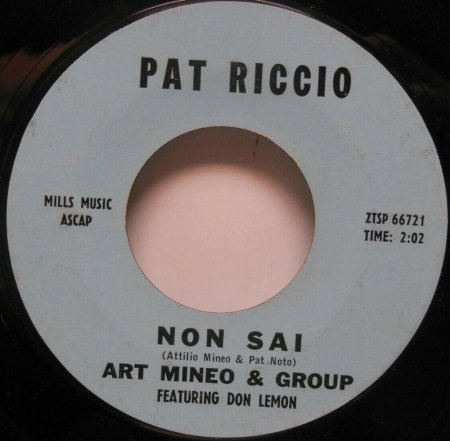 PAT RICCIO
MILLS MUSIC
ASCAP
ZTSP 66721
TIME: 2:02
NON SAI
(Attilio Mineo & Pat Noto)
ART MINEO & GROUP
FEATURING DON LEMON